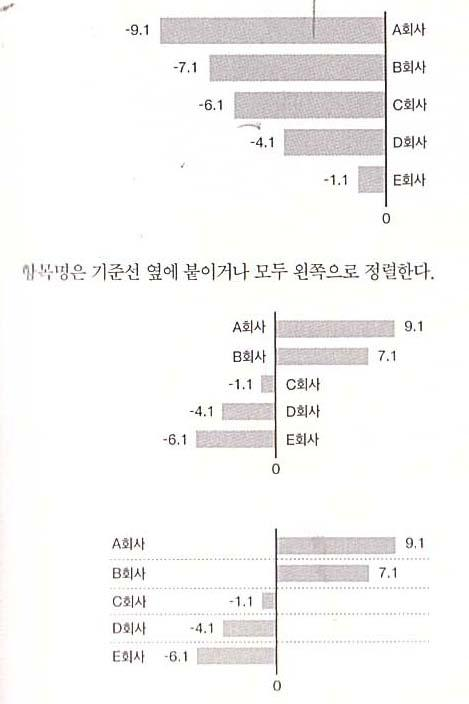 -9.1 A회사
-7.1 B회사
-6.1 C회사
-4.1 D회사
-1.1 E회사
0
항목명은 기준선 옆에 붙이거나 모두 왼쪽으로 정렬한다.
A회사 9.1
B회사 7.1
-1.1 C회사
-4.1 D회사
-6.1 E회사
0
A회사 9.1
B회사 7.1
C회사 -1.1
D회사 -4.1
E회사 -6.1
0